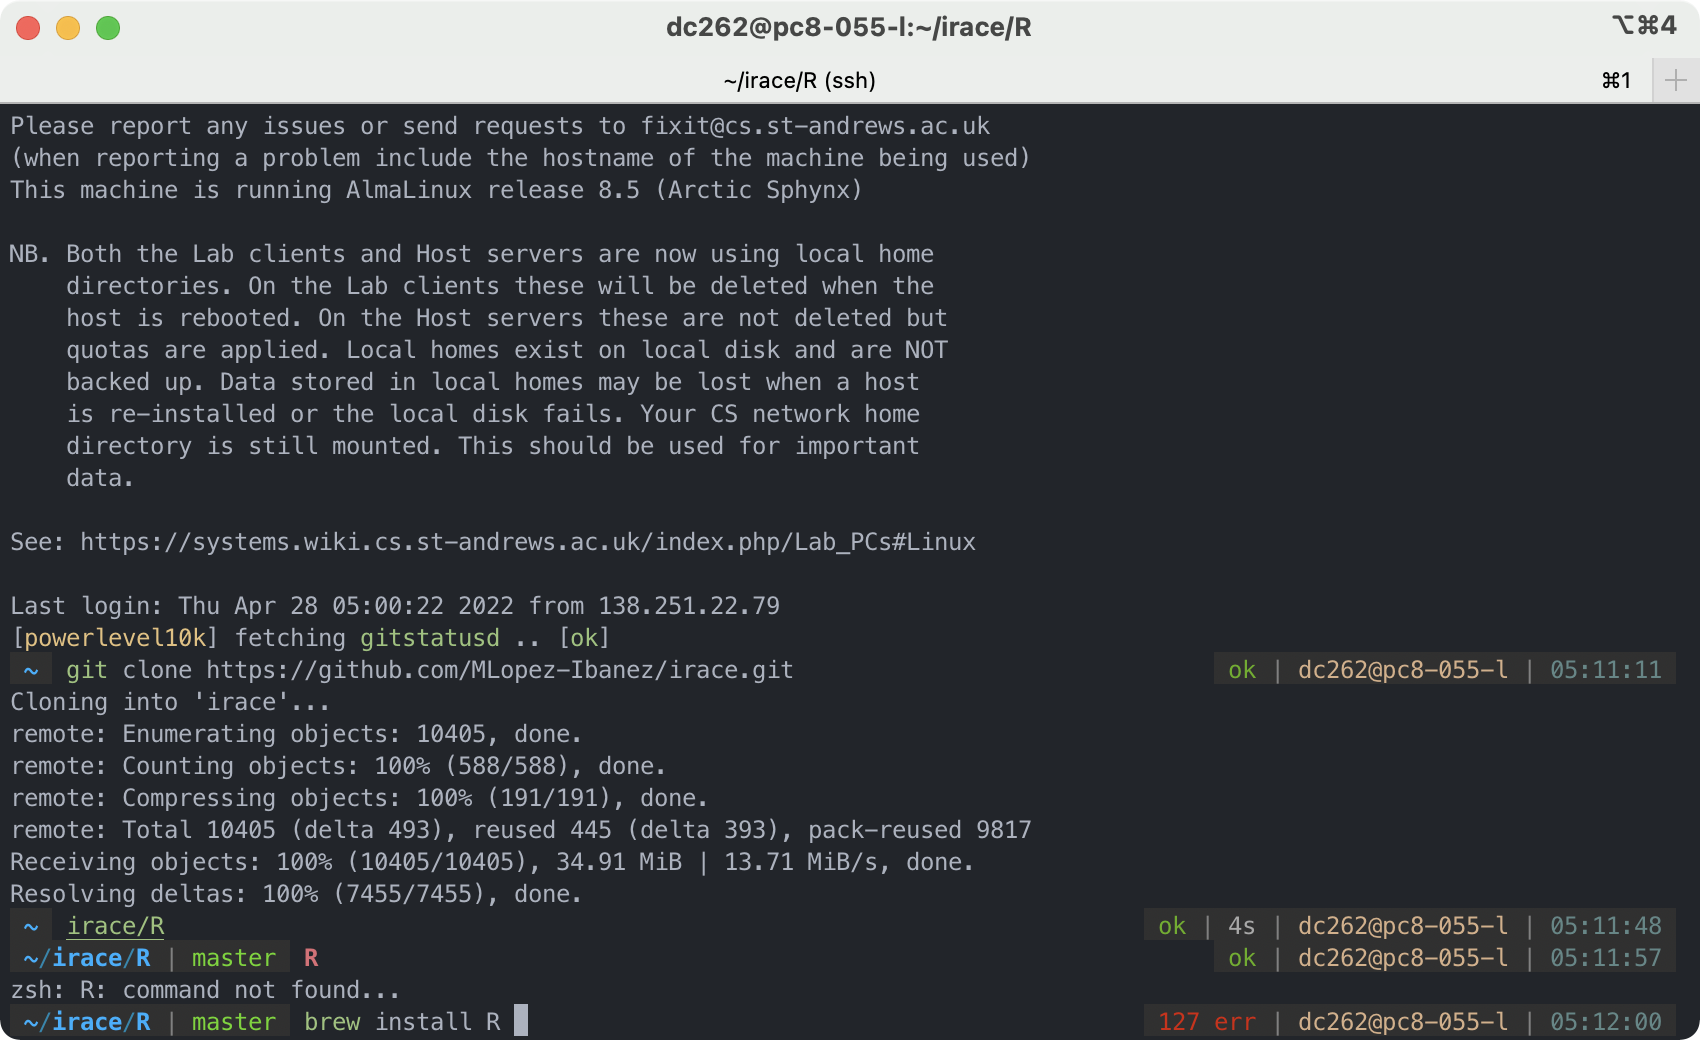 dc262@pc8-055-l:~/irace/R ⌥⌘4
~/irace/R (ssh) ⌘1
Please report any issues or send requests to fixit@cs.st-andrews.ac.uk
(when reporting a problem include the hostname of the machine being used)
This machine is running AlmaLinux release 8.5 (Arctic Sphynx)
NB. Both the Lab clients and Host servers are now using local home
directories. On the Lab clients these will be deleted when the
host is rebooted. On the Host servers these are not deleted but
quotas are applied. Local homes exist on local disk and are NOT
backed up. Data stored in local homes may be lost when a host
is re-installed or the local disk fails. Your CS network home
directory is still mounted. This should be used for important
data.
See: https://systems.wiki.cs.st-andrews.ac.uk/index.php/Lab_PCs#Linux
Last login: Thu Apr 28 05:00:22 2022 from 138.251.22.79
[powerlevel10k] fetching gitstatusd .. [ok]
~ git clone https://github.com/MLopez-Ibanez/irace.git ok | dc262@pc8-055-l | 05:11:11
Cloning into 'irace'...
remote: Enumerating objects: 10405, done.
remote: Counting objects: 100% (588/588), done.
remote: Compressing objects: 100% (191/191), done.
remote: Total 10405 (delta 493), reused 445 (delta 393), pack-reused 9817
Receiving objects: 100% (10405/10405), 34.91 MiB | 13.71 MiB/s, done.
Resolving deltas: 100% (7455/7455), done.
~ irace/R ok | 4s | dc262@pc8-055-l | 05:11:48
~/irace/R | master R ok | dc262@pc8-055-l | 05:11:57
zsh: R: command not found...
~/irace/R | master brew install R 127 err | dc262@pc8-055-l | 05:12:00